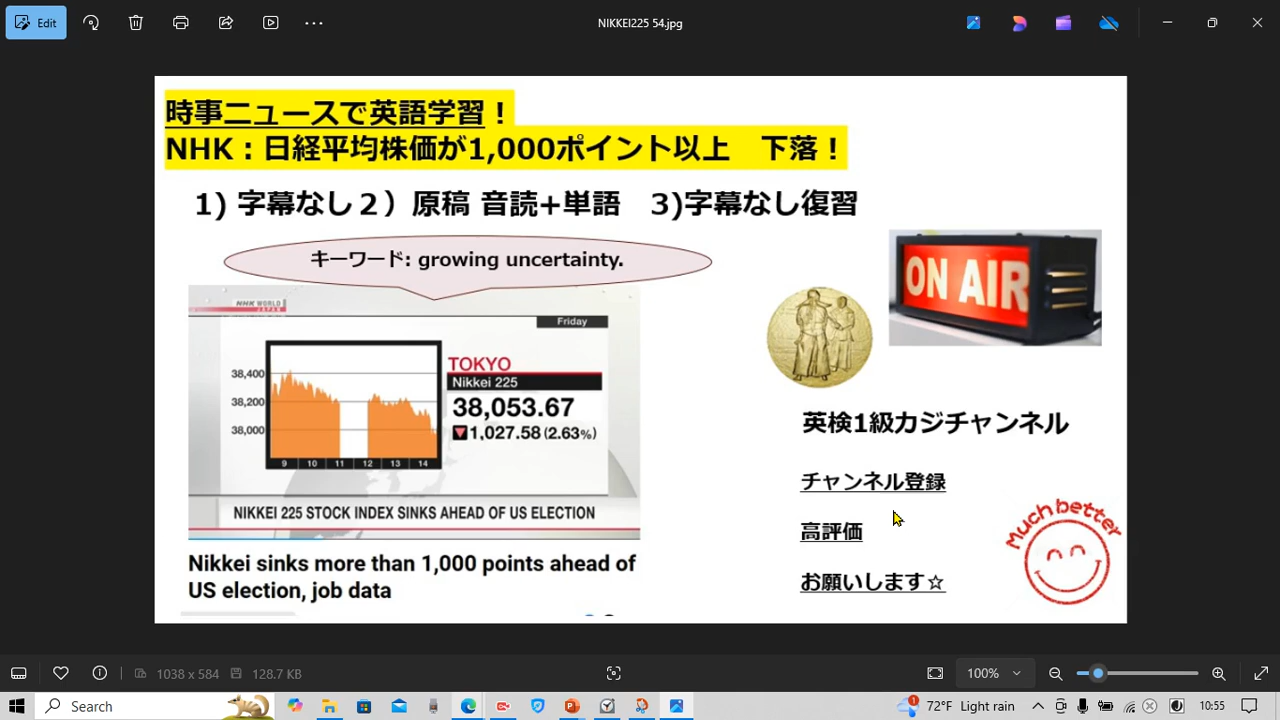 Edit
NIKKEI225 54.jpg
時事ニュースで英語学習！
NHK：日経平均株価が1,000ポイント以上　下落！
1) 字幕なし２）原稿 音読+単語　3)字幕なし復習
キーワード: growing uncertainty.
NHK WORLD
JAPAN
Friday
ON AIR
TOKYO
Nikkei 225
38,400
38,200
38,000
38,053.67
▼1,027.58 (2.63%)
9 10 11 12 13 14
NIKKEI 225 STOCK INDEX SINKS AHEAD OF US ELECTION
Nikkei sinks more than 1,000 points ahead of
US election, job data
英検1級カジチャンネル
チャンネル登録
高評価
お願いします☆
Much better
1038 x 584
128.7 KB
100%
Search
1
72°F Light rain
10:55